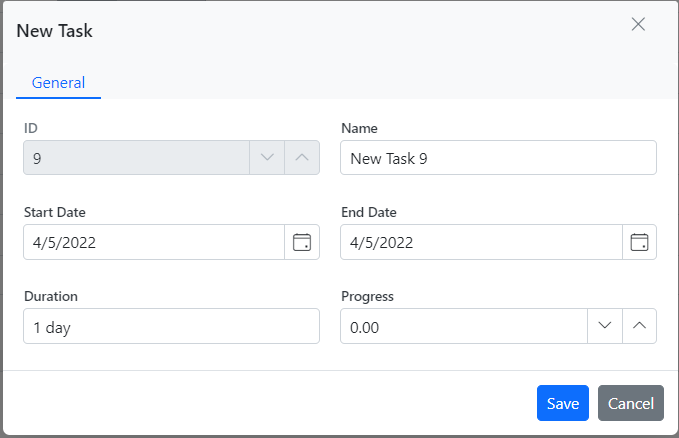 New Task
General
ID
Name
9
New Task 9
Start Date
End Date
4/5/2022
4/5/2022
Duration
Progress
1 day
0.00
Save
Cancel